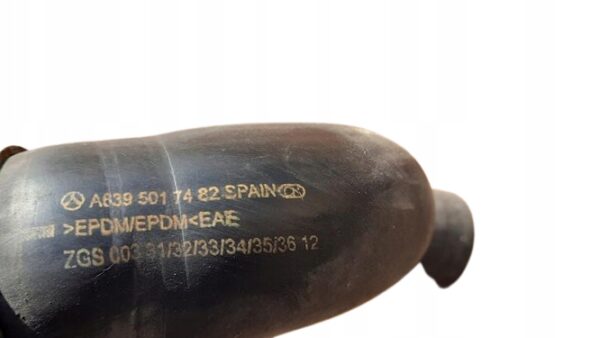 A639 501 74 82 SPAIN
>EPDM/EPDM<EAE
ZGS 003 31/32/33/34/35/36 12